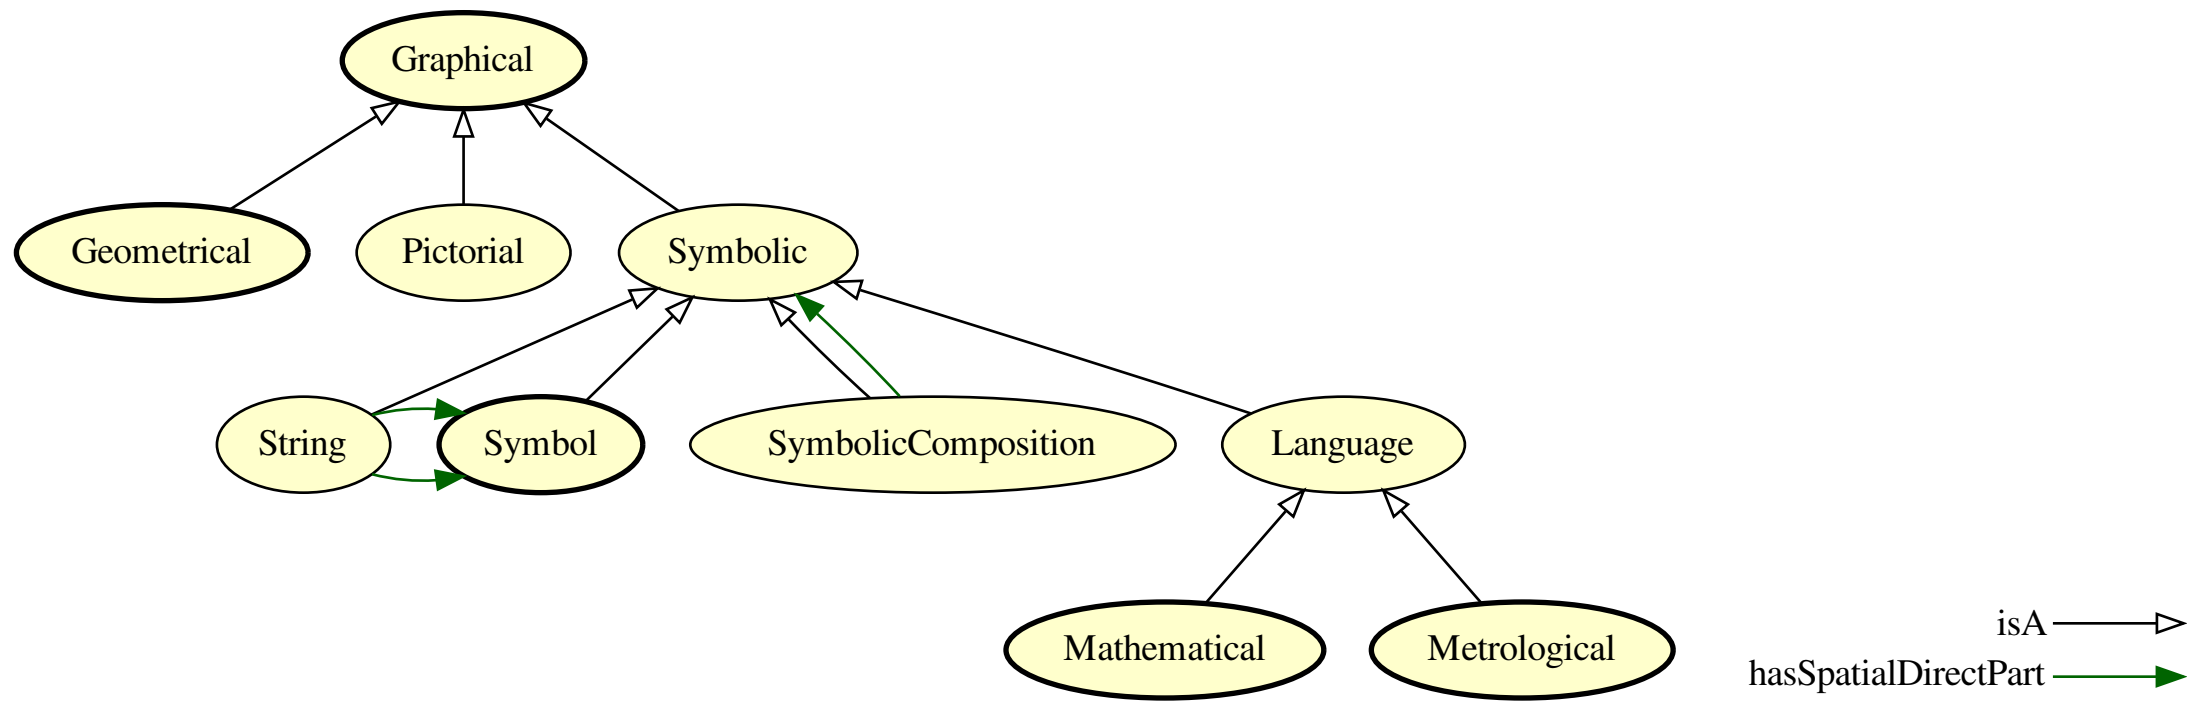 Graphical
Geometrical
Pictorial
Symbolic
String
Symbol
SymbolicComposition
Language
Mathematical
Metrological
isA
hasSpatialDirectPart